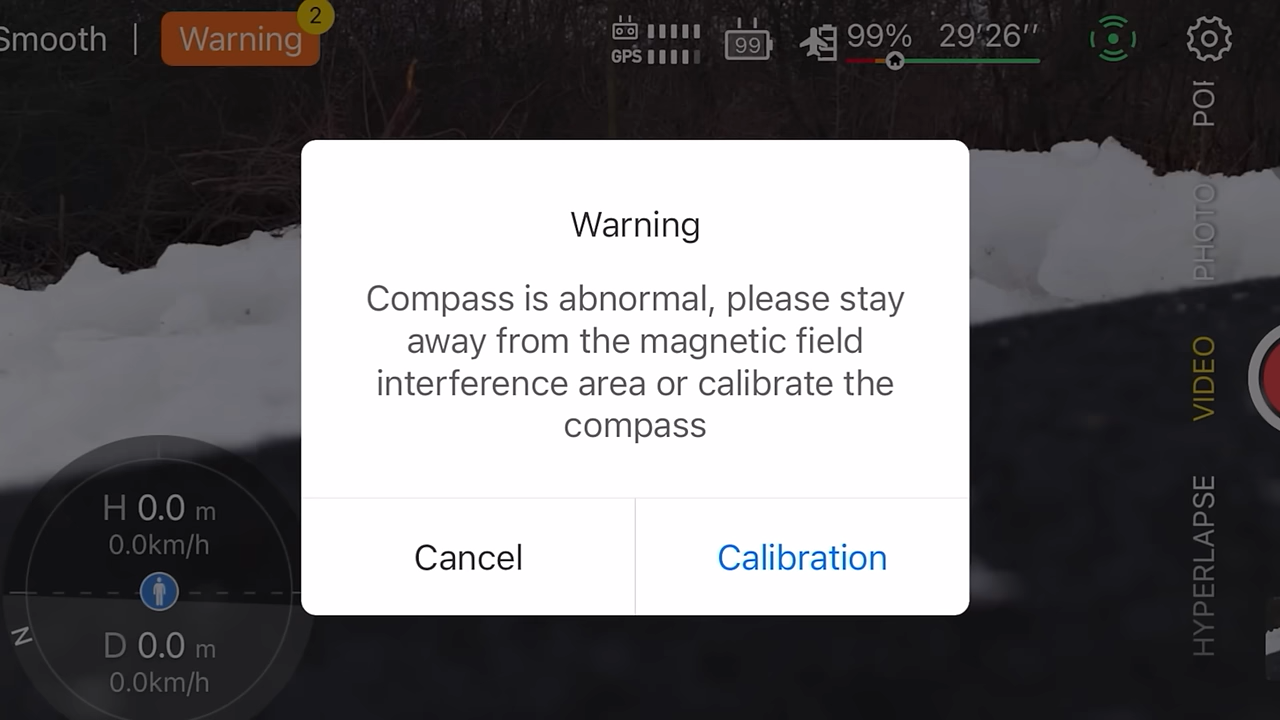 Smooth | Warning 2
GPS
99
99% 29'26''
POI
PHOTO
VIDEO
HYPERLAPSE
Warning
Compass is abnormal, please stay
away from the magnetic field
interference area or calibrate the
compass
Cancel
Calibration
H 0.0 m
0.0km/h
N
D 0.0 m
0.0km/h